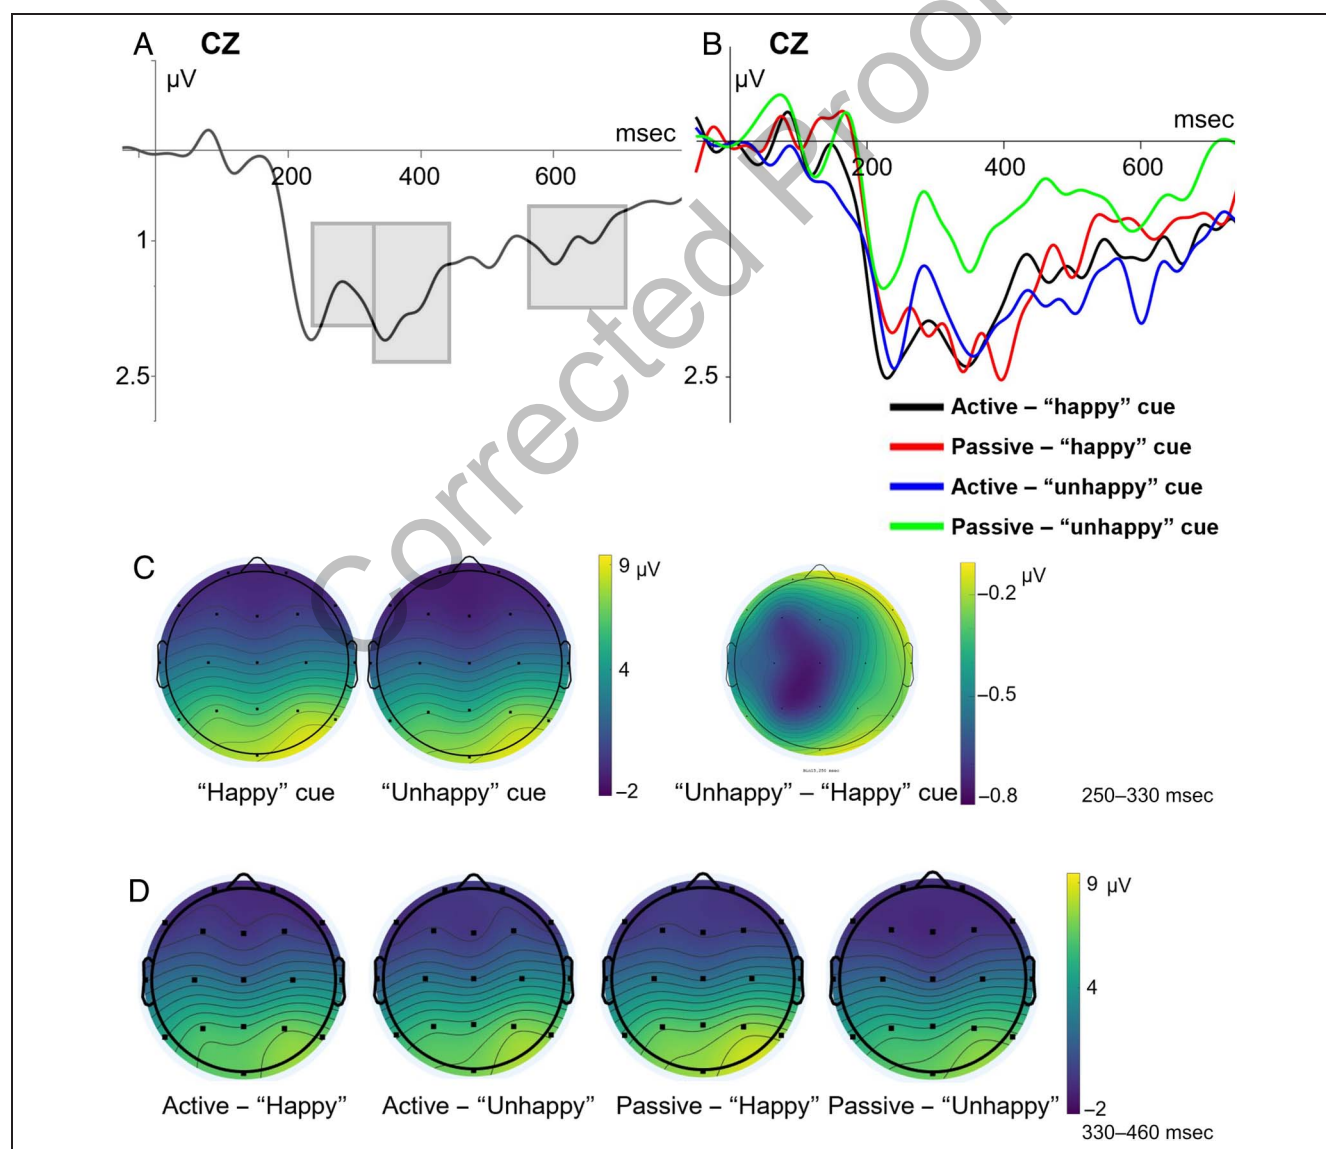 A CZ
µV
msec
200 400 600
1
2.5
B CZ
µV
msec
200 400 600
2.5
Active – “happy” cue
Passive – “happy” cue
Active – “unhappy” cue
Passive – “unhappy” cue
Corrected Proof
C
9 µV
4
–2
“Happy” cue
“Unhappy” cue
µV
–0.2
–0.5
–0.8
“Unhappy” – “Happy” cue
250–330 msec
D
9 µV
4
–2
Active – “Happy”
Active – “Unhappy”
Passive – “Happy”
Passive – “Unhappy”
330–460 msec